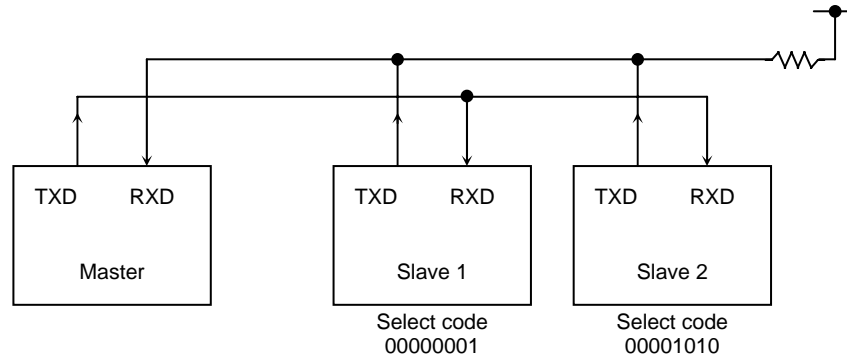 TXD RXD TXD RXD TXD RXD
Master Slave 1 Slave 2
Select code Select code
00000001 00001010